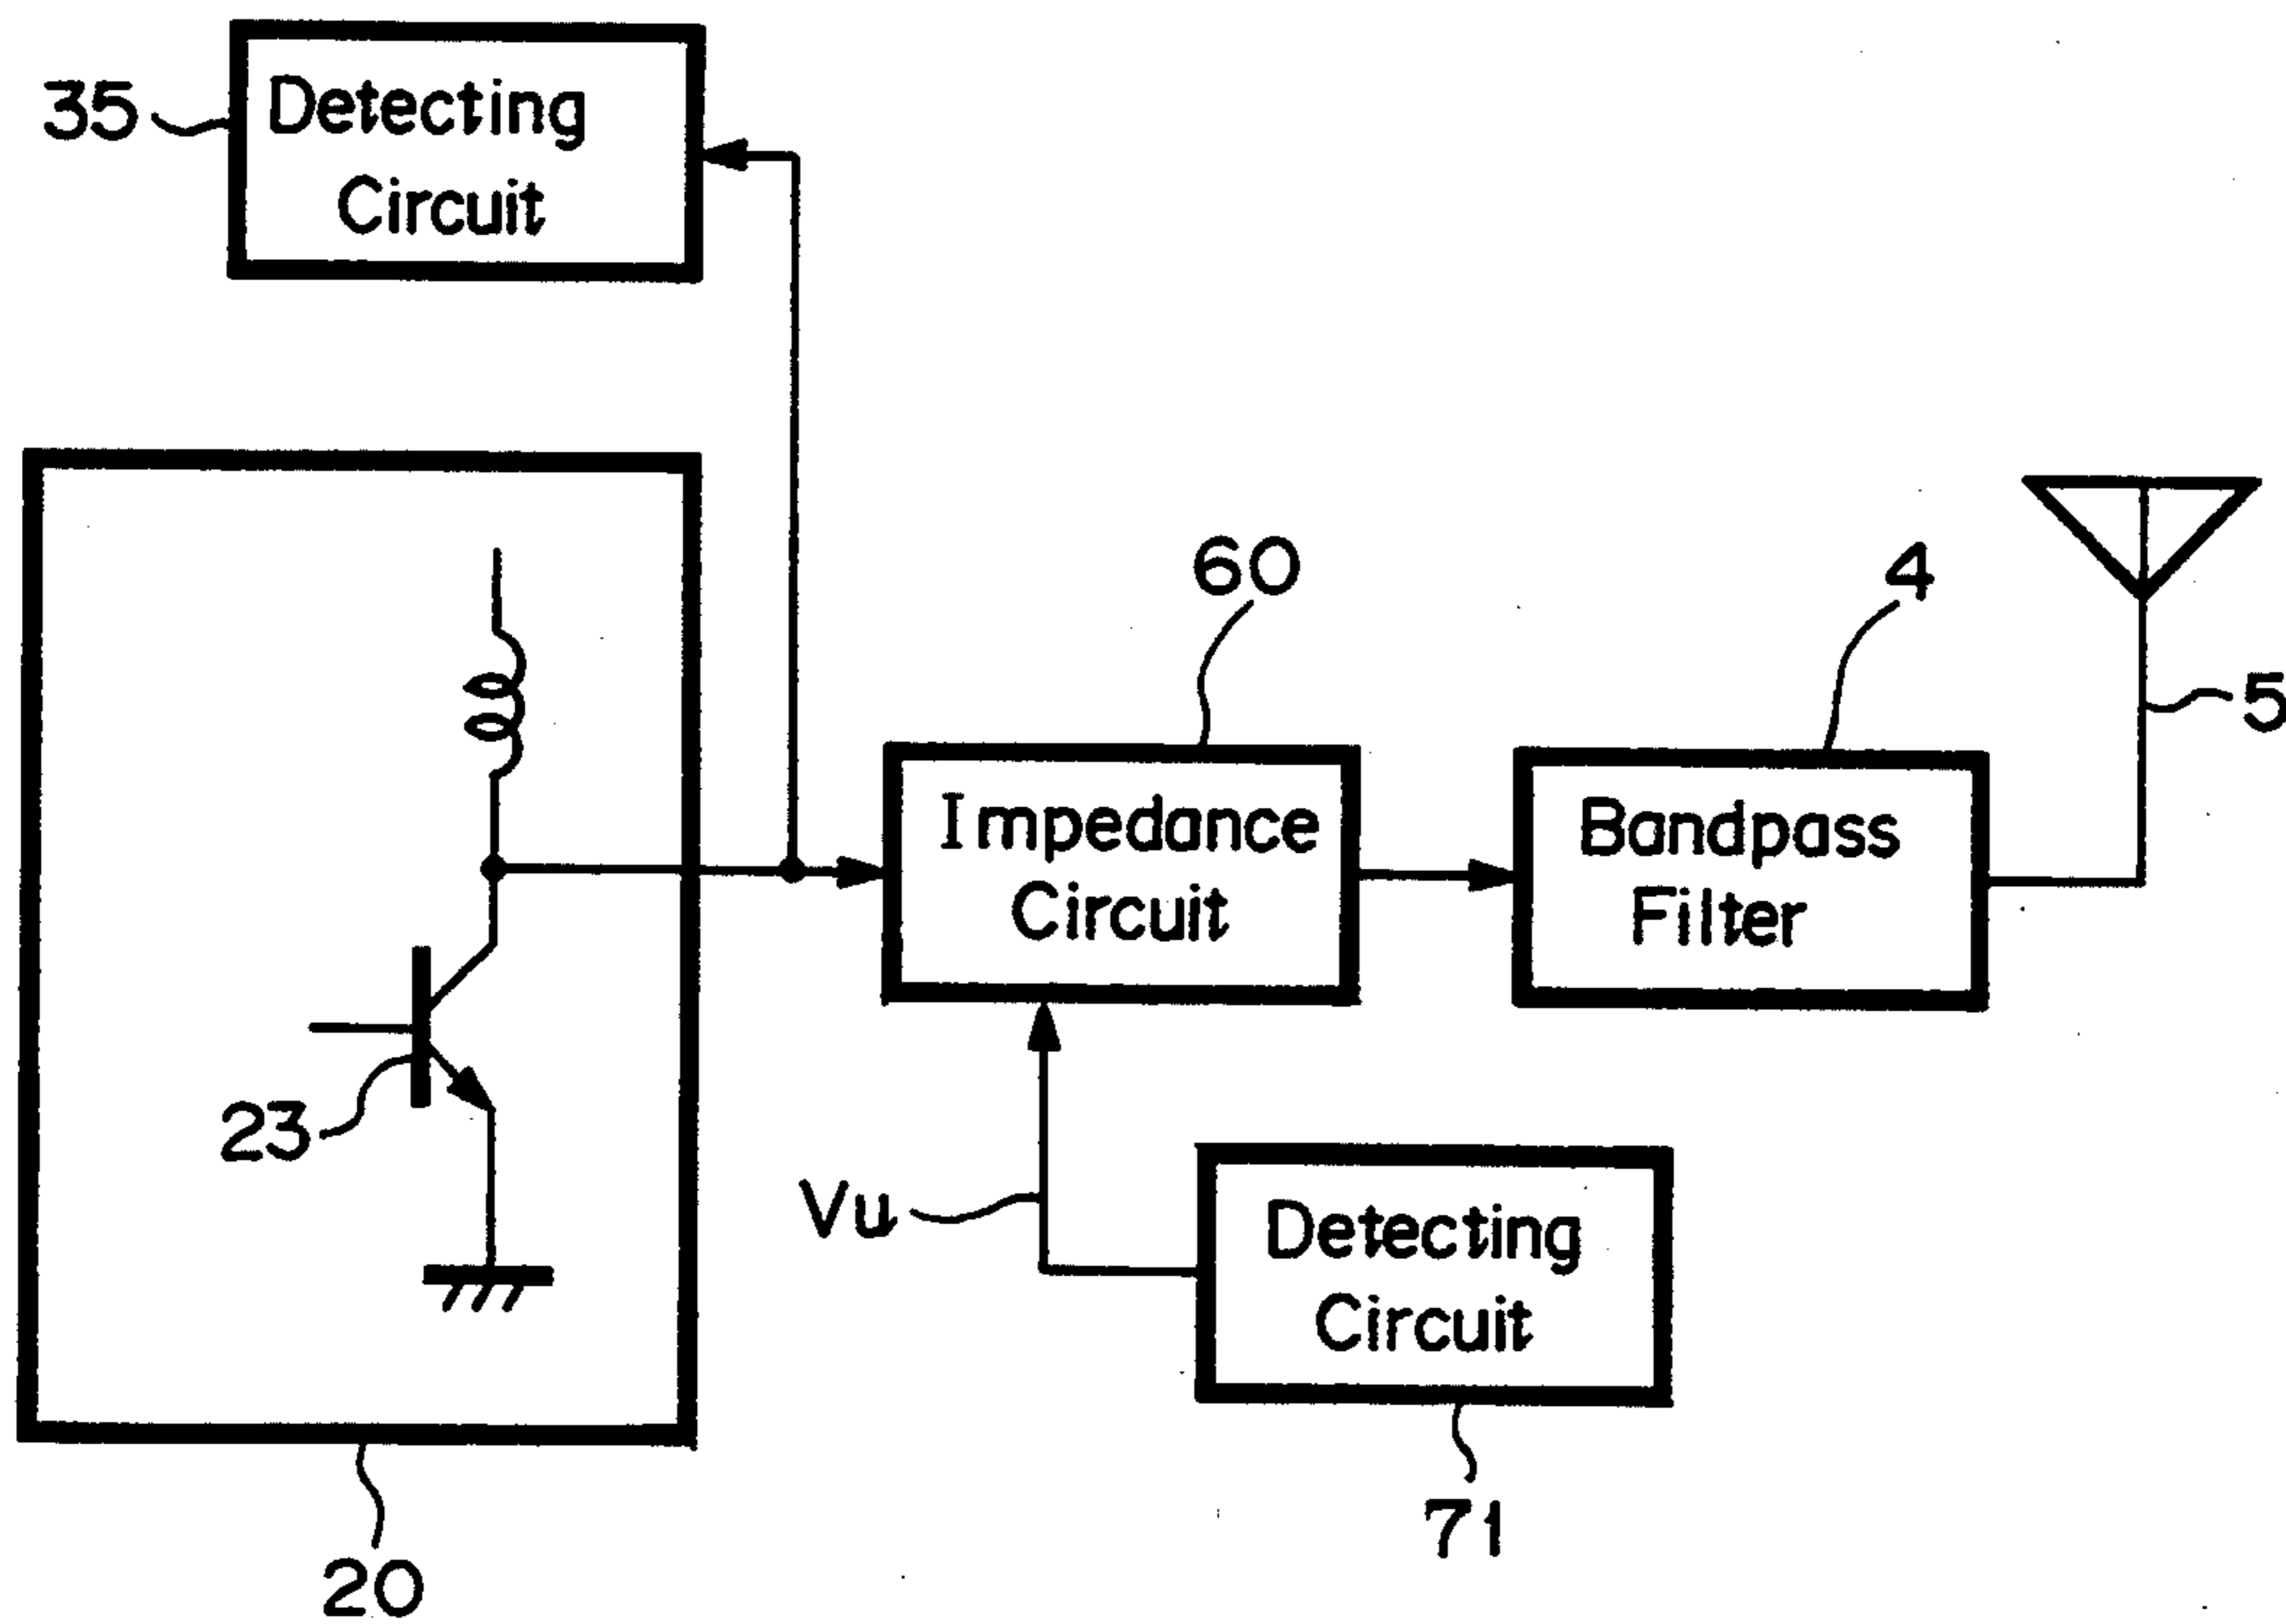 35
Detecting
Circuit
60
4
5
Impedance
Circuit
Bandpass
Filter
23
Vu
Detecting
Circuit
71
20